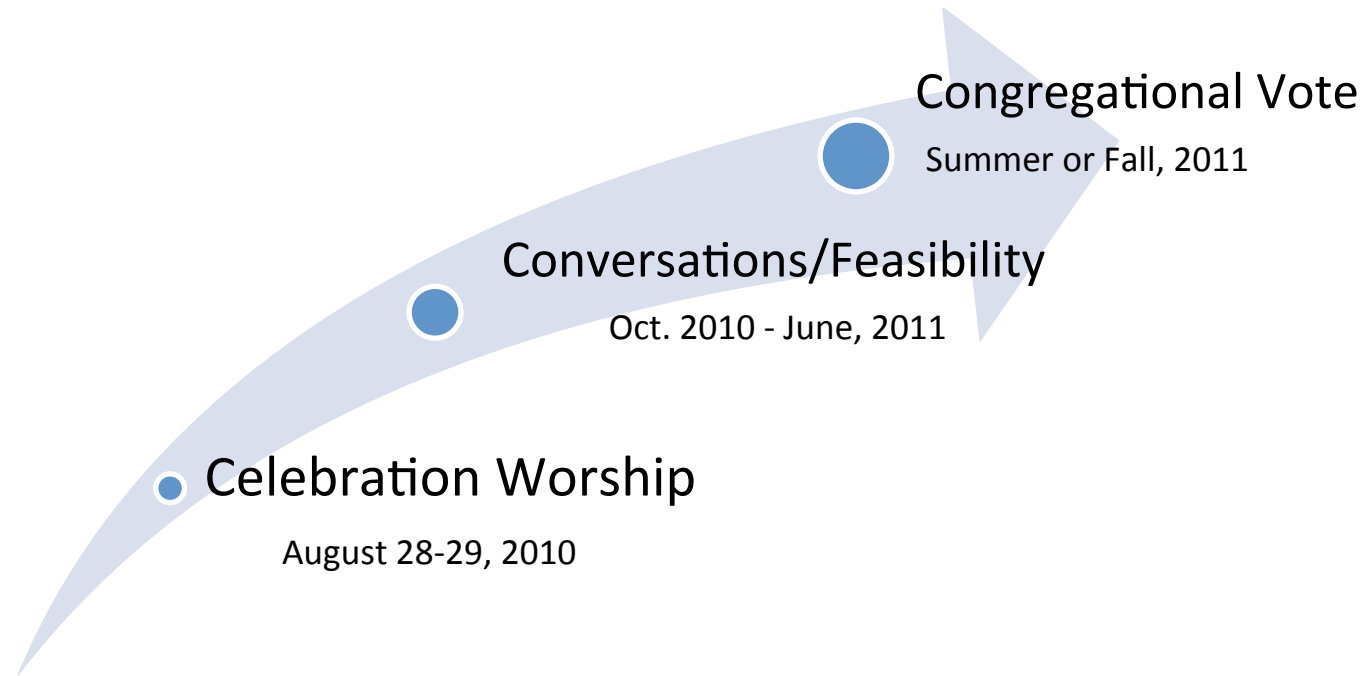 Congregational Vote
Summer or Fall, 2011
Conversations/Feasibility
Oct. 2010 - June, 2011
Celebration Worship
August 28-29, 2010